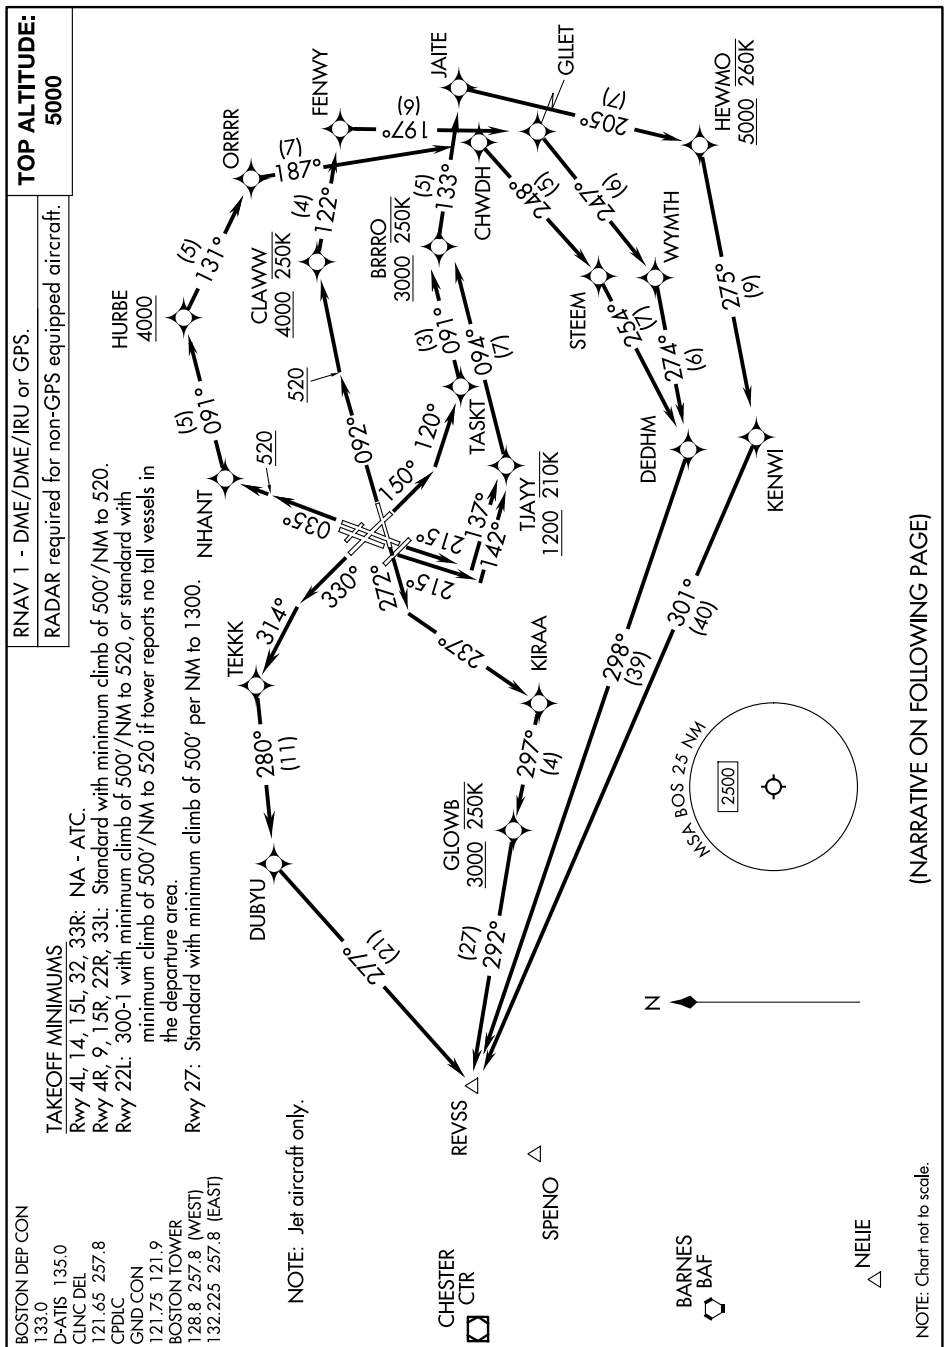 BOSTON DEP CON
133.0
D-ATIS 135.0
CLNC DEL
121.65 257.8
CPDLC
GND CON
121.75 121.9
BOSTON TOWER
128.8 257.8 (WEST)
132.225 257.8 (EAST)
RNAV 1 - DME/DME/IRU or GPS.
RADAR required for non-GPS equipped aircraft.
TOP ALTITUDE:
5000
TAKEOFF MINIMUMS
Rwy 4L, 14, 15L, 32, 33R: NA - ATC.
Rwy 4R, 9, 15R, 22R, 33L: Standard with minimum climb of 500'/NM to 520.
Rwy 22L: 300-1 with minimum climb of 500'/NM to 520, or standard with
minimum climb of 500'/NM to 520 if tower reports no tall vessels in
the departure area.
Rwy 27: Standard with minimum climb of 500' per NM to 1300.
NOTE: Jet aircraft only.
HURBE
4000
(5)
131°
ORRRR
(7)
187°
(5)
091°
NHANT
520
035°
FENWY
(6)
197°
(4)
122°
CLAWW
4000 250K
520
092°
JAITE
(7)
205°
(5)
133°
BRRRO
3000 250K
(3)
091°
094°
(7)
TASKT
120°
150°
CHWDH
248°
(5)
GLLET
247°
(6)
HEWMO
5000 260K
275°
(9)
WYMTH
274°
(6)
STEEM
254°
(7)
DEDHM
298°
(39)
KENWI
301°
(40)
TJAYY
1200 210K
137°
142°
215°
215°
272°
237°
KIRAA
297°
(4)
GLOWB
3000 250K
(27)
292°
330°
314°
TEKKK
280°
(11)
DUBYU
277°
(21)
REVSS
SPENO
CHESTER
CTR
BARNES
BAF
NELIE
N
MSA BOS 25 NM
2500
NOTE: Chart not to scale.
(NARRATIVE ON FOLLOWING PAGE)